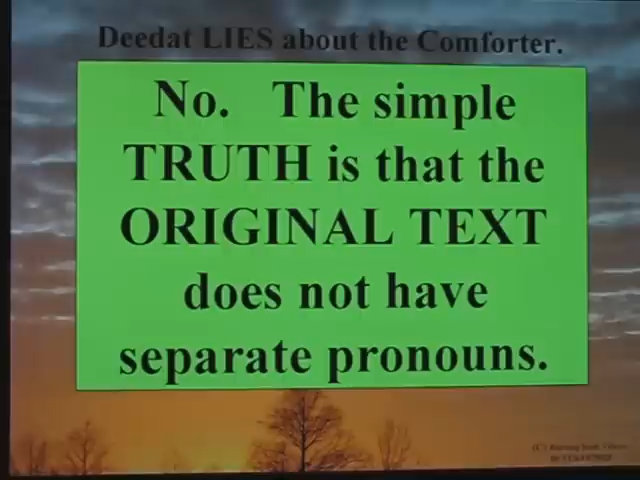 Deedat LIES about the Comforter.
No. The simple
TRUTH is that the
ORIGINAL TEXT
does not have
separate pronouns.